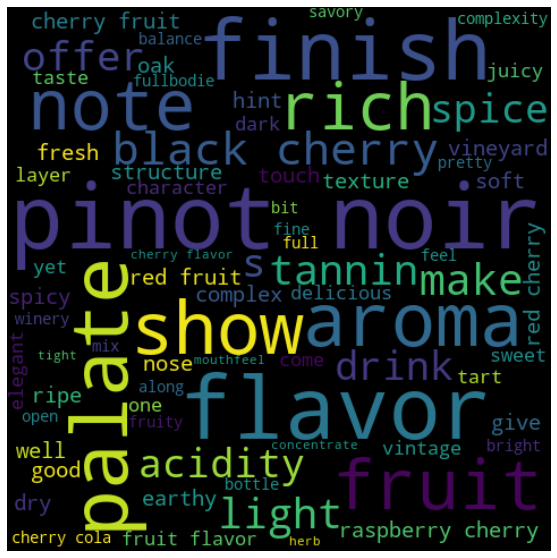 savory
cherry fruit
complexity
balance
finish
offer
oak
juicy
taste
fullbodie
note
rich
hint
spice
dark
fresh
black cherry
vineyard
pretty
layer
structure
touch
texture
soft
character
pinot noir
bit
fine
full
cherry flavor
feel
red cherry
yet
palate
red fruit
s
tannin
make
spicy
complex
delicious
winery
show
aroma
tight
mix
nose
mouthfeel
come
drink
sweet
tart
elegant
ripe
along
flavor
open
one
fruity
give
well
concentrate
vintage
bright
good
acidity
fruit
dry
earthy
bottle
light
cherry cola
fruit flavor
herb
raspberry cherry